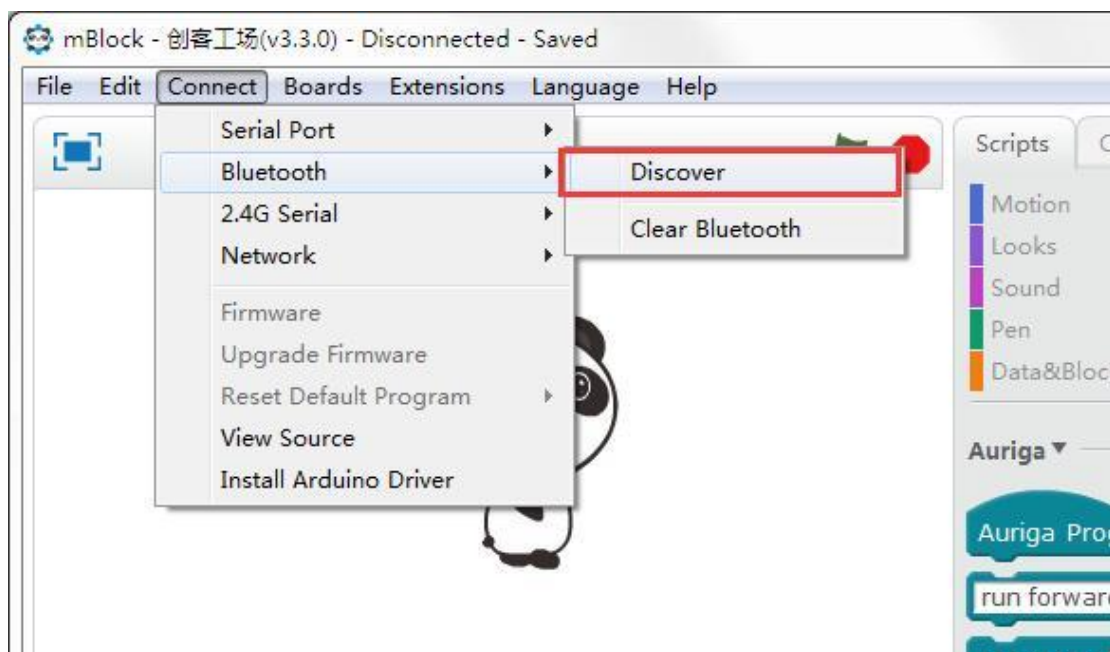 mBlock - 创客工场(v3.3.0) - Disconnected - Saved
File Edit Connect Boards Extensions Language Help
Serial Port
Bluetooth
2.4G Serial
Network
Firmware
Upgrade Firmware
Reset Default Program
View Source
Install Arduino Driver
Discover
Clear Bluetooth
Scripts
Motion
Looks
Sound
Pen
Data&Bloc
Auriga
Auriga Pro
run forwar